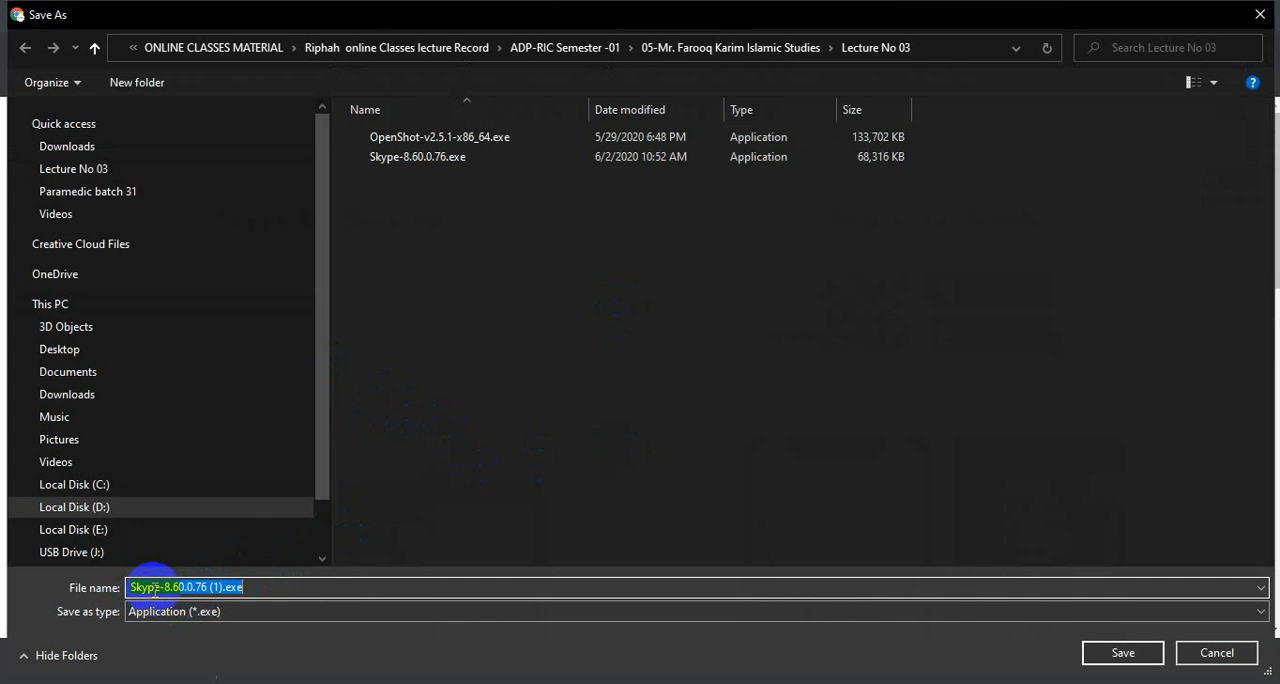 Save As
« ONLINE CLASSES MATERIAL › Riphah online Classes lecture Record › ADP-RIC Semester -01 › 05-Mr. Farooq Karim Islamic Studies › Lecture No 03
Search Lecture No 03
Organize
New folder
?
Name Date modified Type Size
OpenShot-v2.5.1-x86_64.exe 5/29/2020 6:48 PM Application 133,702 KB
Skype-8.60.0.76.exe 6/2/2020 10:52 AM Application 68,316 KB
Quick access
Downloads
Lecture No 03
Paramedic batch 31
Videos
Creative Cloud Files
OneDrive
This PC
3D Objects
Desktop
Documents
Downloads
Music
Pictures
Videos
Local Disk (C:)
Local Disk (D:)
Local Disk (E:)
USB Drive (J:)
File name: Skype-8.60.0.76 (1).exe
Save as type: Application (*.exe)
Hide Folders
Save
Cancel